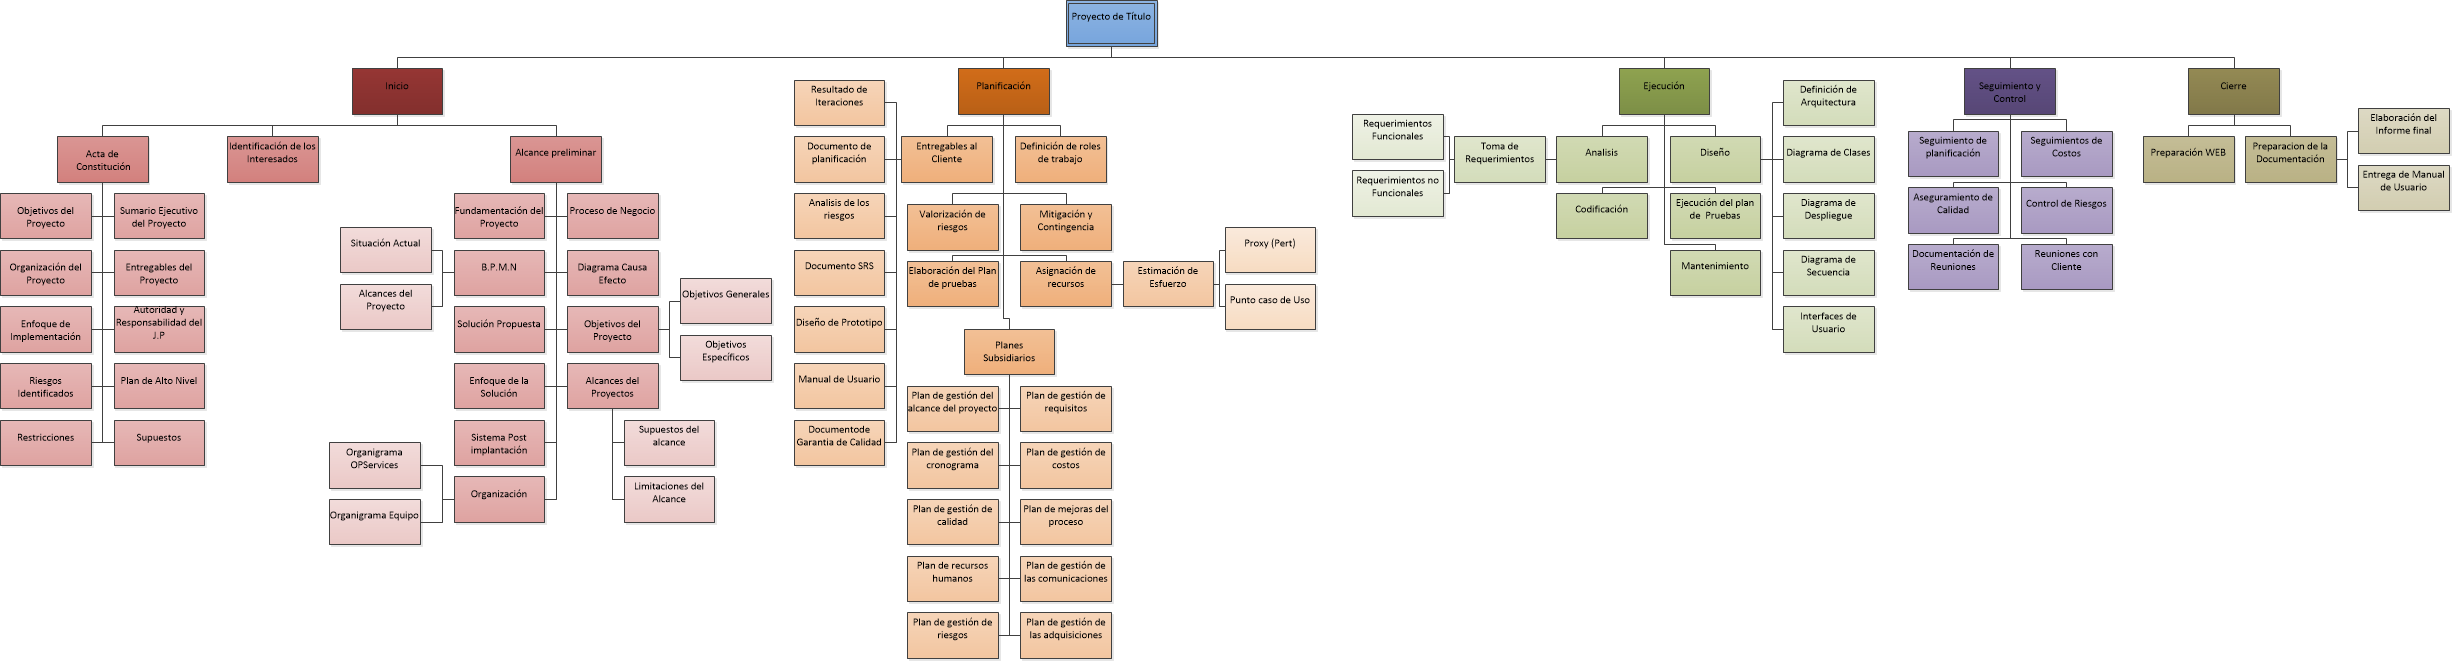 Proyecto de Título
Inicio
Acta de
Constitución
Objetivos del
Proyecto
Sumario Ejecutivo
del Proyecto
Organización del
Proyecto
Entregables del
Proyecto
Enfoque de
Implementación
Autoridad y
Responsabilidad del
J.P
Riesgos
Identificados
Plan de Alto Nivel
Restricciones
Supuestos
Identificación de los
Interesados
Alcance preliminar
Fundamentación del
Proyecto
Proceso de Negocio
B.P.M.N
Situación Actual
Alcances del
Proyecto
Diagrama Causa
Efecto
Solución Propuesta
Objetivos del
Proyecto
Objetivos Generales
Objetivos
Específicos
Enfoque de la
Solución
Alcances del
Proyectos
Supuestos del
alcance
Limitaciones del
Alcance
Sistema Post
implantación
Organización
Organigrama
OPServices
Organigrama Equipo
Planificación
Entregables al
Cliente
Resultado de
Iteraciones
Documento de
planificación
Analisis de los
riesgos
Documento SRS
Diseño de Prototipo
Manual de Usuario
Documentode
Garantia de Calidad
Definición de roles
de trabajo
Valorización de
riesgos
Mitigación y
Contingencia
Elaboración del Plan
de pruebas
Asignación de
recursos
Estimación de
Esfuerzo
Proxy (Pert)
Punto caso de Uso
Planes
Subsidiarios
Plan de gestión del
alcance del proyecto
Plan de gestión de
requisitos
Plan de gestión del
cronograma
Plan de gestión de
costos
Plan de gestión de
calidad
Plan de mejoras del
proceso
Plan de recursos
humanos
Plan de gestión de
las comunicaciones
Plan de gestión de
riesgos
Plan de gestión de
las adquisiciones
Ejecución
Analisis
Toma de
Requerimientos
Requerimientos
Funcionales
Requerimientos no
Funcionales
Diseño
Definición de
Arquitectura
Diagrama de Clases
Diagrama de
Despliegue
Diagrama de
Secuencia
Interfaces de
Usuario
Codificación
Ejecución del plan
de Pruebas
Mantenimiento
Seguimiento y
Control
Seguimiento de
planificación
Seguimientos de
Costos
Aseguramiento de
Calidad
Control de Riesgos
Documentación de
Reuniones
Reuniones con
Cliente
Cierre
Preparación WEB
Preparacion de la
Documentación
Elaboración del
Informe final
Entrega de Manual
de Usuario